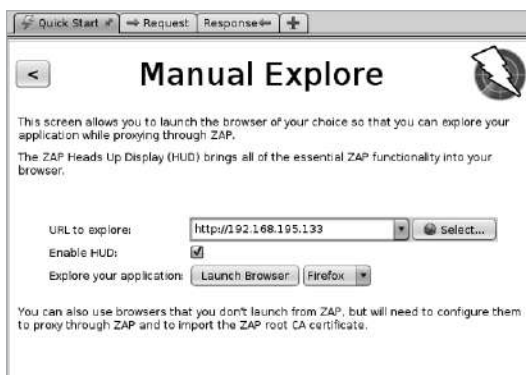 Quick Start Request Response
<
Manual Explore
This screen allows you to launch the browser of your choice so that you can explore your
application while proxying through ZAP.
The ZAP Heads Up Display (HUD) brings all of the essential ZAP functionality into your
browser.
URL to explore: http://192.168.195.133 Select...
Enable HUD:
Explore your application: Launch Browser Firefox
You can also use browsers that you don't launch from ZAP, but will need to configure them
to proxy through ZAP and to import the ZAP root CA certificate.